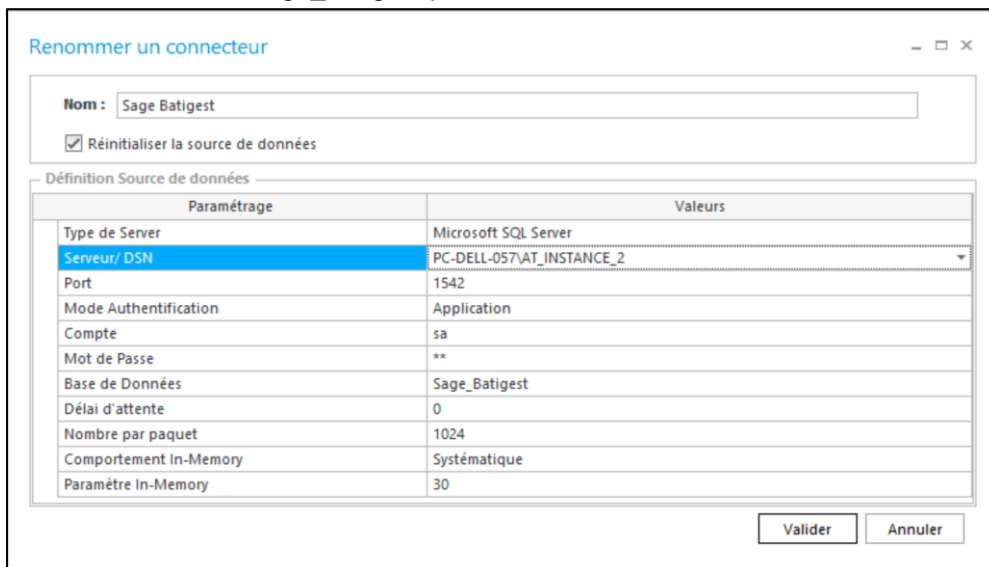 Renommer un connecteur
Nom : Sage Batigest
Réinitialiser la source de données
Définition Source de données
Paramétrage Valeurs
Type de Server Microsoft SQL Server
Serveur/ DSN PC-DELL-057\AT_INSTANCE_2
Port 1542
Mode Authentification Application
Compte sa
Mot de Passe **
Base de Données Sage_Batigest
Délai d'attente 0
Nombre par paquet 1024
Comportement In-Memory Systématique
Paramètre In-Memory 30
Valider Annuler